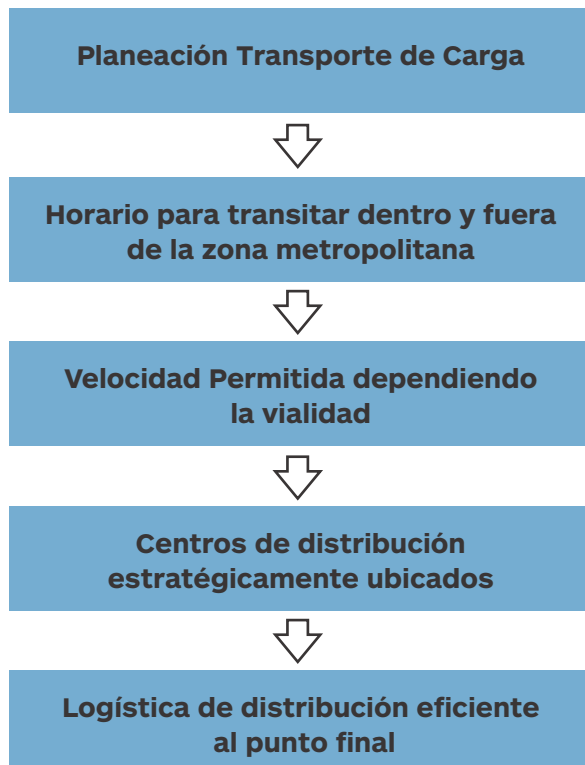 Planeación Transporte de Carga
Horario para transitar dentro y fuera
de la zona metropolitana
Velocidad Permitida dependiendo
la vialidad
Centros de distribución
estratégicamente ubicados
Logística de distribución eficiente
al punto final